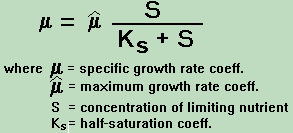 μ = μ̂ S / (Ks + S)
where μ = specific growth rate coeff.
μ̂ = maximum growth rate coeff.
S = concentration of limiting nutrient
Ks = half-saturation coeff.